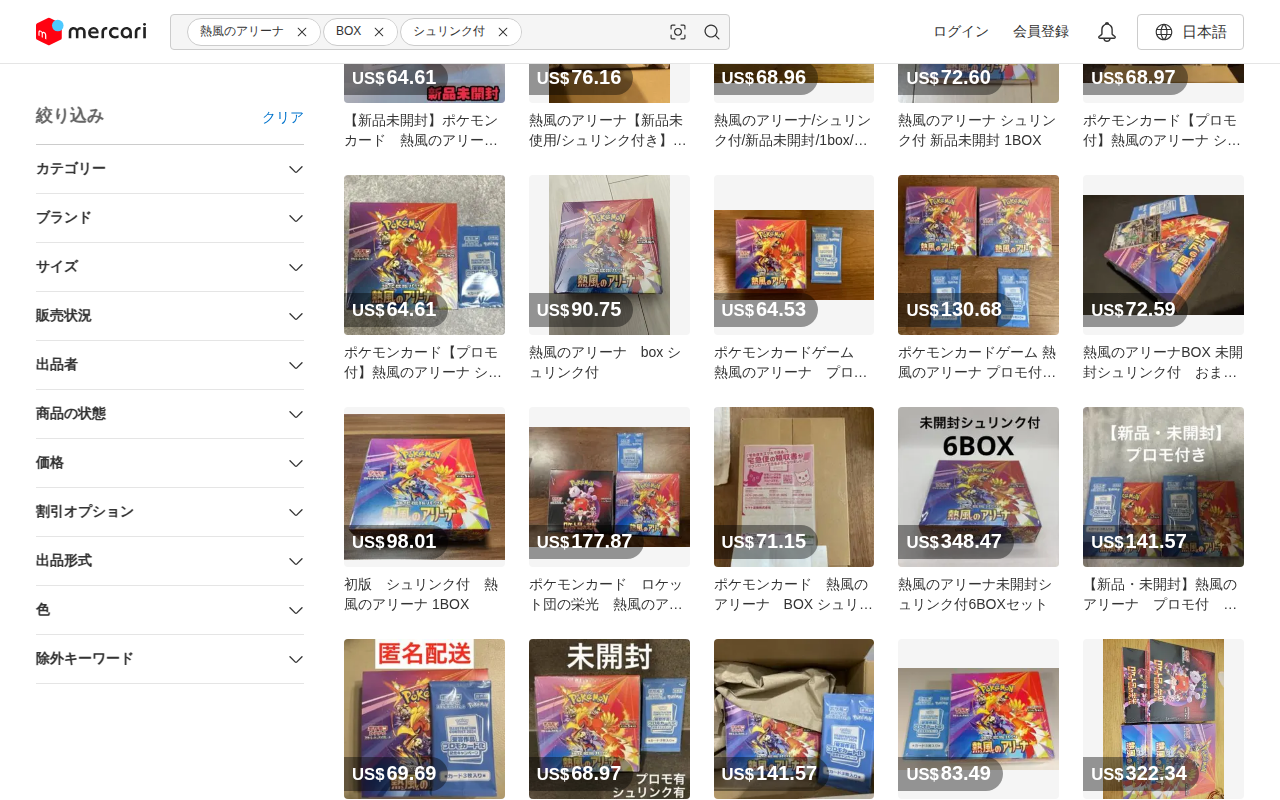 mercari
熱風のアリーナ
BOX
シュリンク付
ログイン
会員登録
日本語
絞り込み
クリア
カテゴリー
ブランド
サイズ
販売状況
出品者
商品の状態
価格
割引オプション
出品形式
色
除外キーワード
US$64.61
新品未開封
【新品未開封】ポケモン
カード　熱風のアリー…
US$76.16
熱風のアリーナ【新品未
使用/シュリンク付き】…
US$68.96
熱風のアリーナ/シュリン
ク付/新品未開封/1box/…
US$72.60
熱風のアリーナ シュリン
ク付 新品未開封 1BOX
US$68.97
ポケモンカード【プロモ
付】熱風のアリーナ シ…
US$64.61
ポケモンカード【プロモ
付】熱風のアリーナ シ…
US$90.75
熱風のアリーナ　box シ
ュリンク付
US$64.53
ポケモンカードゲーム
熱風のアリーナ　プロ…
US$130.68
ポケモンカードゲーム 熱
風のアリーナ プロモ付…
US$72.59
熱風のアリーナBOX 未開
封シュリンク付　おま…
US$98.01
初版　シュリンク付　熱
風のアリーナ 1BOX
US$177.87
ポケモンカード　ロケッ
ト団の栄光　熱風のア…
US$71.15
ポケモンカード　熱風の
アリーナ　BOX シュリ…
未開封シュリンク付
6BOX
US$348.47
熱風のアリーナ未開封シ
ュリンク付6BOXセット
【新品・未開封】
プロモ付き
US$141.57
【新品・未開封】熱風の
アリーナ　プロモ付　…
匿名配送
US$69.69
未開封
US$68.97
プロモ有
シュリンク有
US$141.57
US$83.49
US$322.34